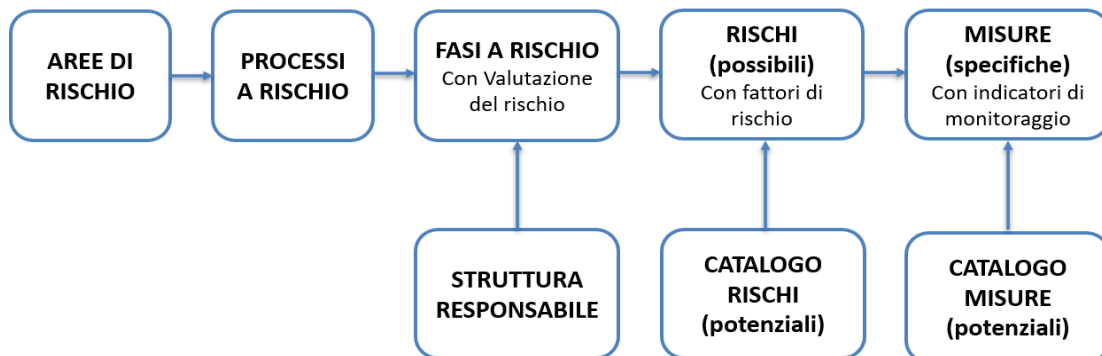 AREE DI
RISCHIO
PROCESSI
A RISCHIO
FASI A RISCHIO
Con Valutazione
del rischio
RISCHI
(possibili)
Con fattori di
rischio
MISURE
(specifiche)
Con indicatori di
monitoraggio
STRUTTURA
RESPONSABILE
CATALOGO
RISCHI
(potenziali)
CATALOGO
MISURE
(potenziali)